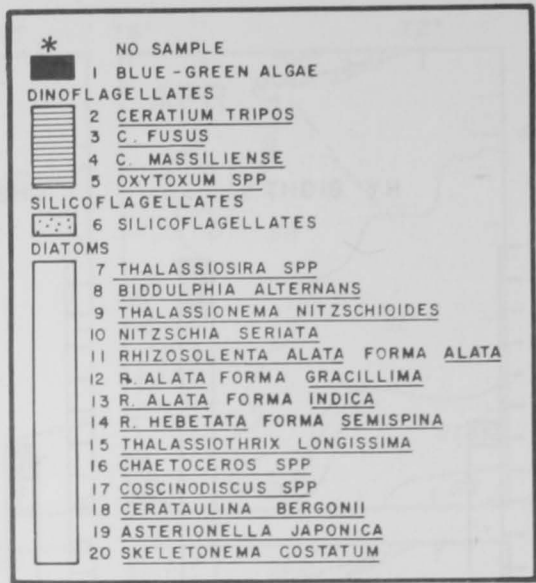 * NO SAMPLE
1 BLUE-GREEN ALGAE
DINOFLAGELLATES
2 CERATIUM TRIPOS
3 C. FUSUS
4 C. MASSILIENSE
5 OXYTOXUM SPP
SILICOFLAGELLATES
6 SILICOFLAGELLATES
DIATOMS
7 THALASSIOSIRA SPP
8 BIDDULPHIA ALTERNANS
9 THALASSIONEMA NITZSCHIOIDES
10 NITZSCHIA SERIATA
11 RHIZOSOLENTA ALATA FORMA ALATA
12 R. ALATA FORMA GRACILLIMA
13 R. ALATA FORMA INDICA
14 R. HEBETATA FORMA SEMISPINA
15 THALASSIOTHRIX LONGISSIMA
16 CHAETOCEROS SPP
17 COSCINODISCUS SPP
18 CERATAULINA BERGONII
19 ASTERIONELLA JAPONICA
20 SKELETONEMA COSTATUM